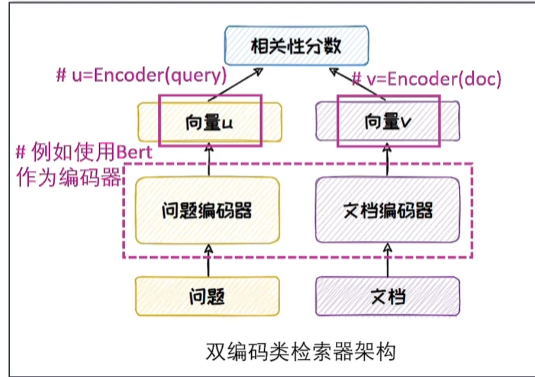 相关性分数
# u=Encoder(query)
# v=Encoder(doc)
向量u
向量v
# 例如使用Bert
作为编码器
问题编码器
文档编码器
问题
文档
双编码类检索器架构